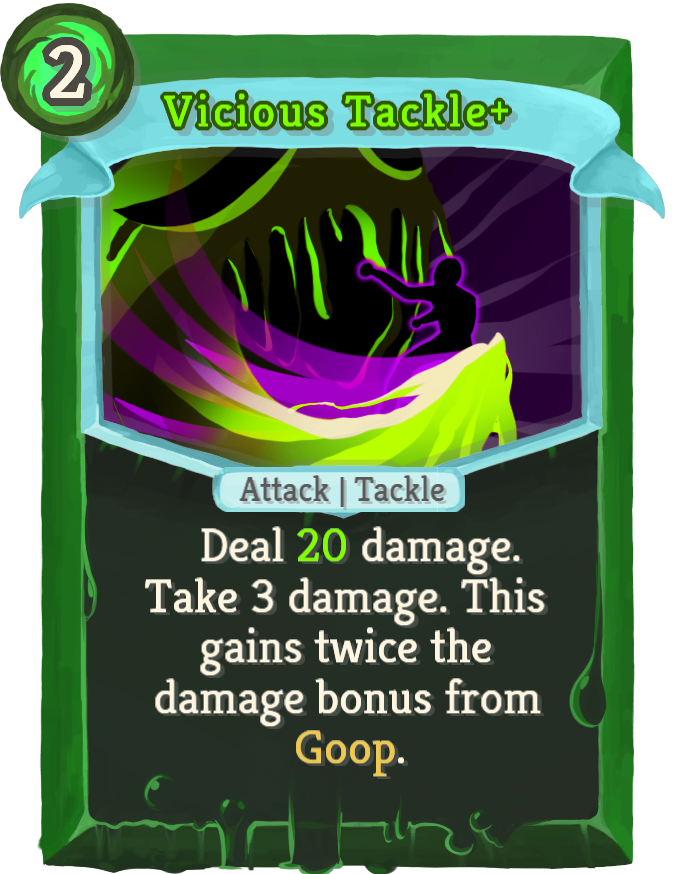 2
Vicious Tackle+
Attack | Tackle
Deal 20 damage.
Take 3 damage. This
gains twice the
damage bonus from
Goop.